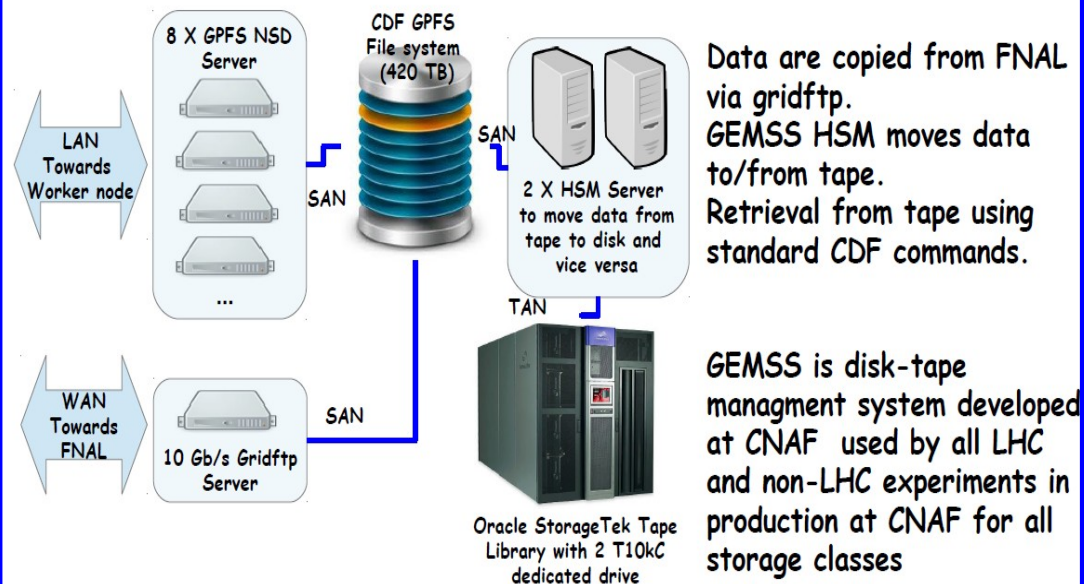 8 X GPFS NSD
Server
...
LAN
Towards
Worker node
SAN
CDF GPFS
File system
(420 TB)
SAN
2 X HSM Server
to move data from
tape to disk and
vice versa
TAN
Oracle StorageTek Tape
Library with 2 T10kC
dedicated drive
WAN
Towards
FNAL
10 Gb/s Gridftp
Server
SAN
Data are copied from FNAL
via gridftp.
GEMSS HSM moves data
to/from tape.
Retrieval from tape using
standard CDF commands.
GEMSS is disk-tape
managment system developed
at CNAF used by all LHC
and non-LHC experiments in
production at CNAF for all
storage classes